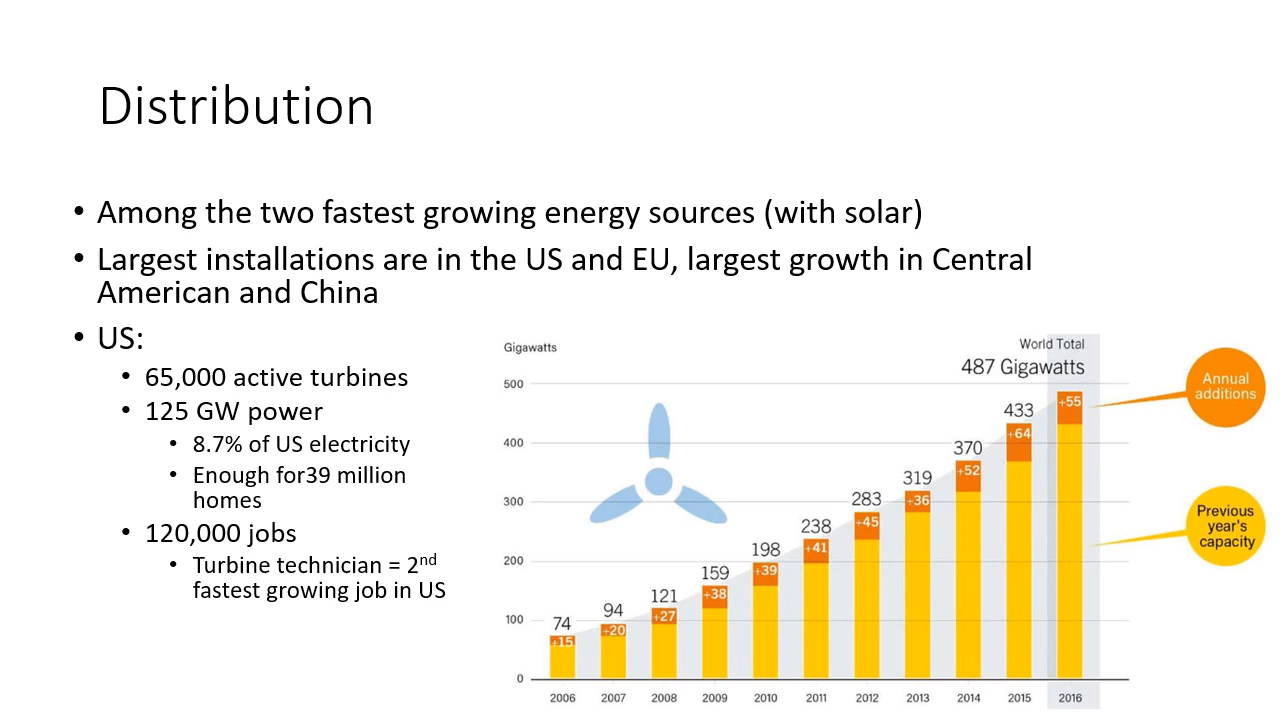 Distribution
• Among the two fastest growing energy sources (with solar)
• Largest installations are in the US and EU, largest growth in Central
American and China
• US:
• 65,000 active turbines
• 125 GW power
• 8.7% of US electricity
• Enough for39 million
homes
• 120,000 jobs
• Turbine technician = 2nd
fastest growing job in US
Gigawatts
World Total
487 Gigawatts
500
400
300
200
100
0
74
94
121
159
198
238
283
319
370
433
+15
+20
+27
+38
+39
+41
+45
+36
+52
+64
+55
2006 2007 2008 2009 2010 2011 2012 2013 2014 2015 2016
Annual
additions
Previous
year's
capacity